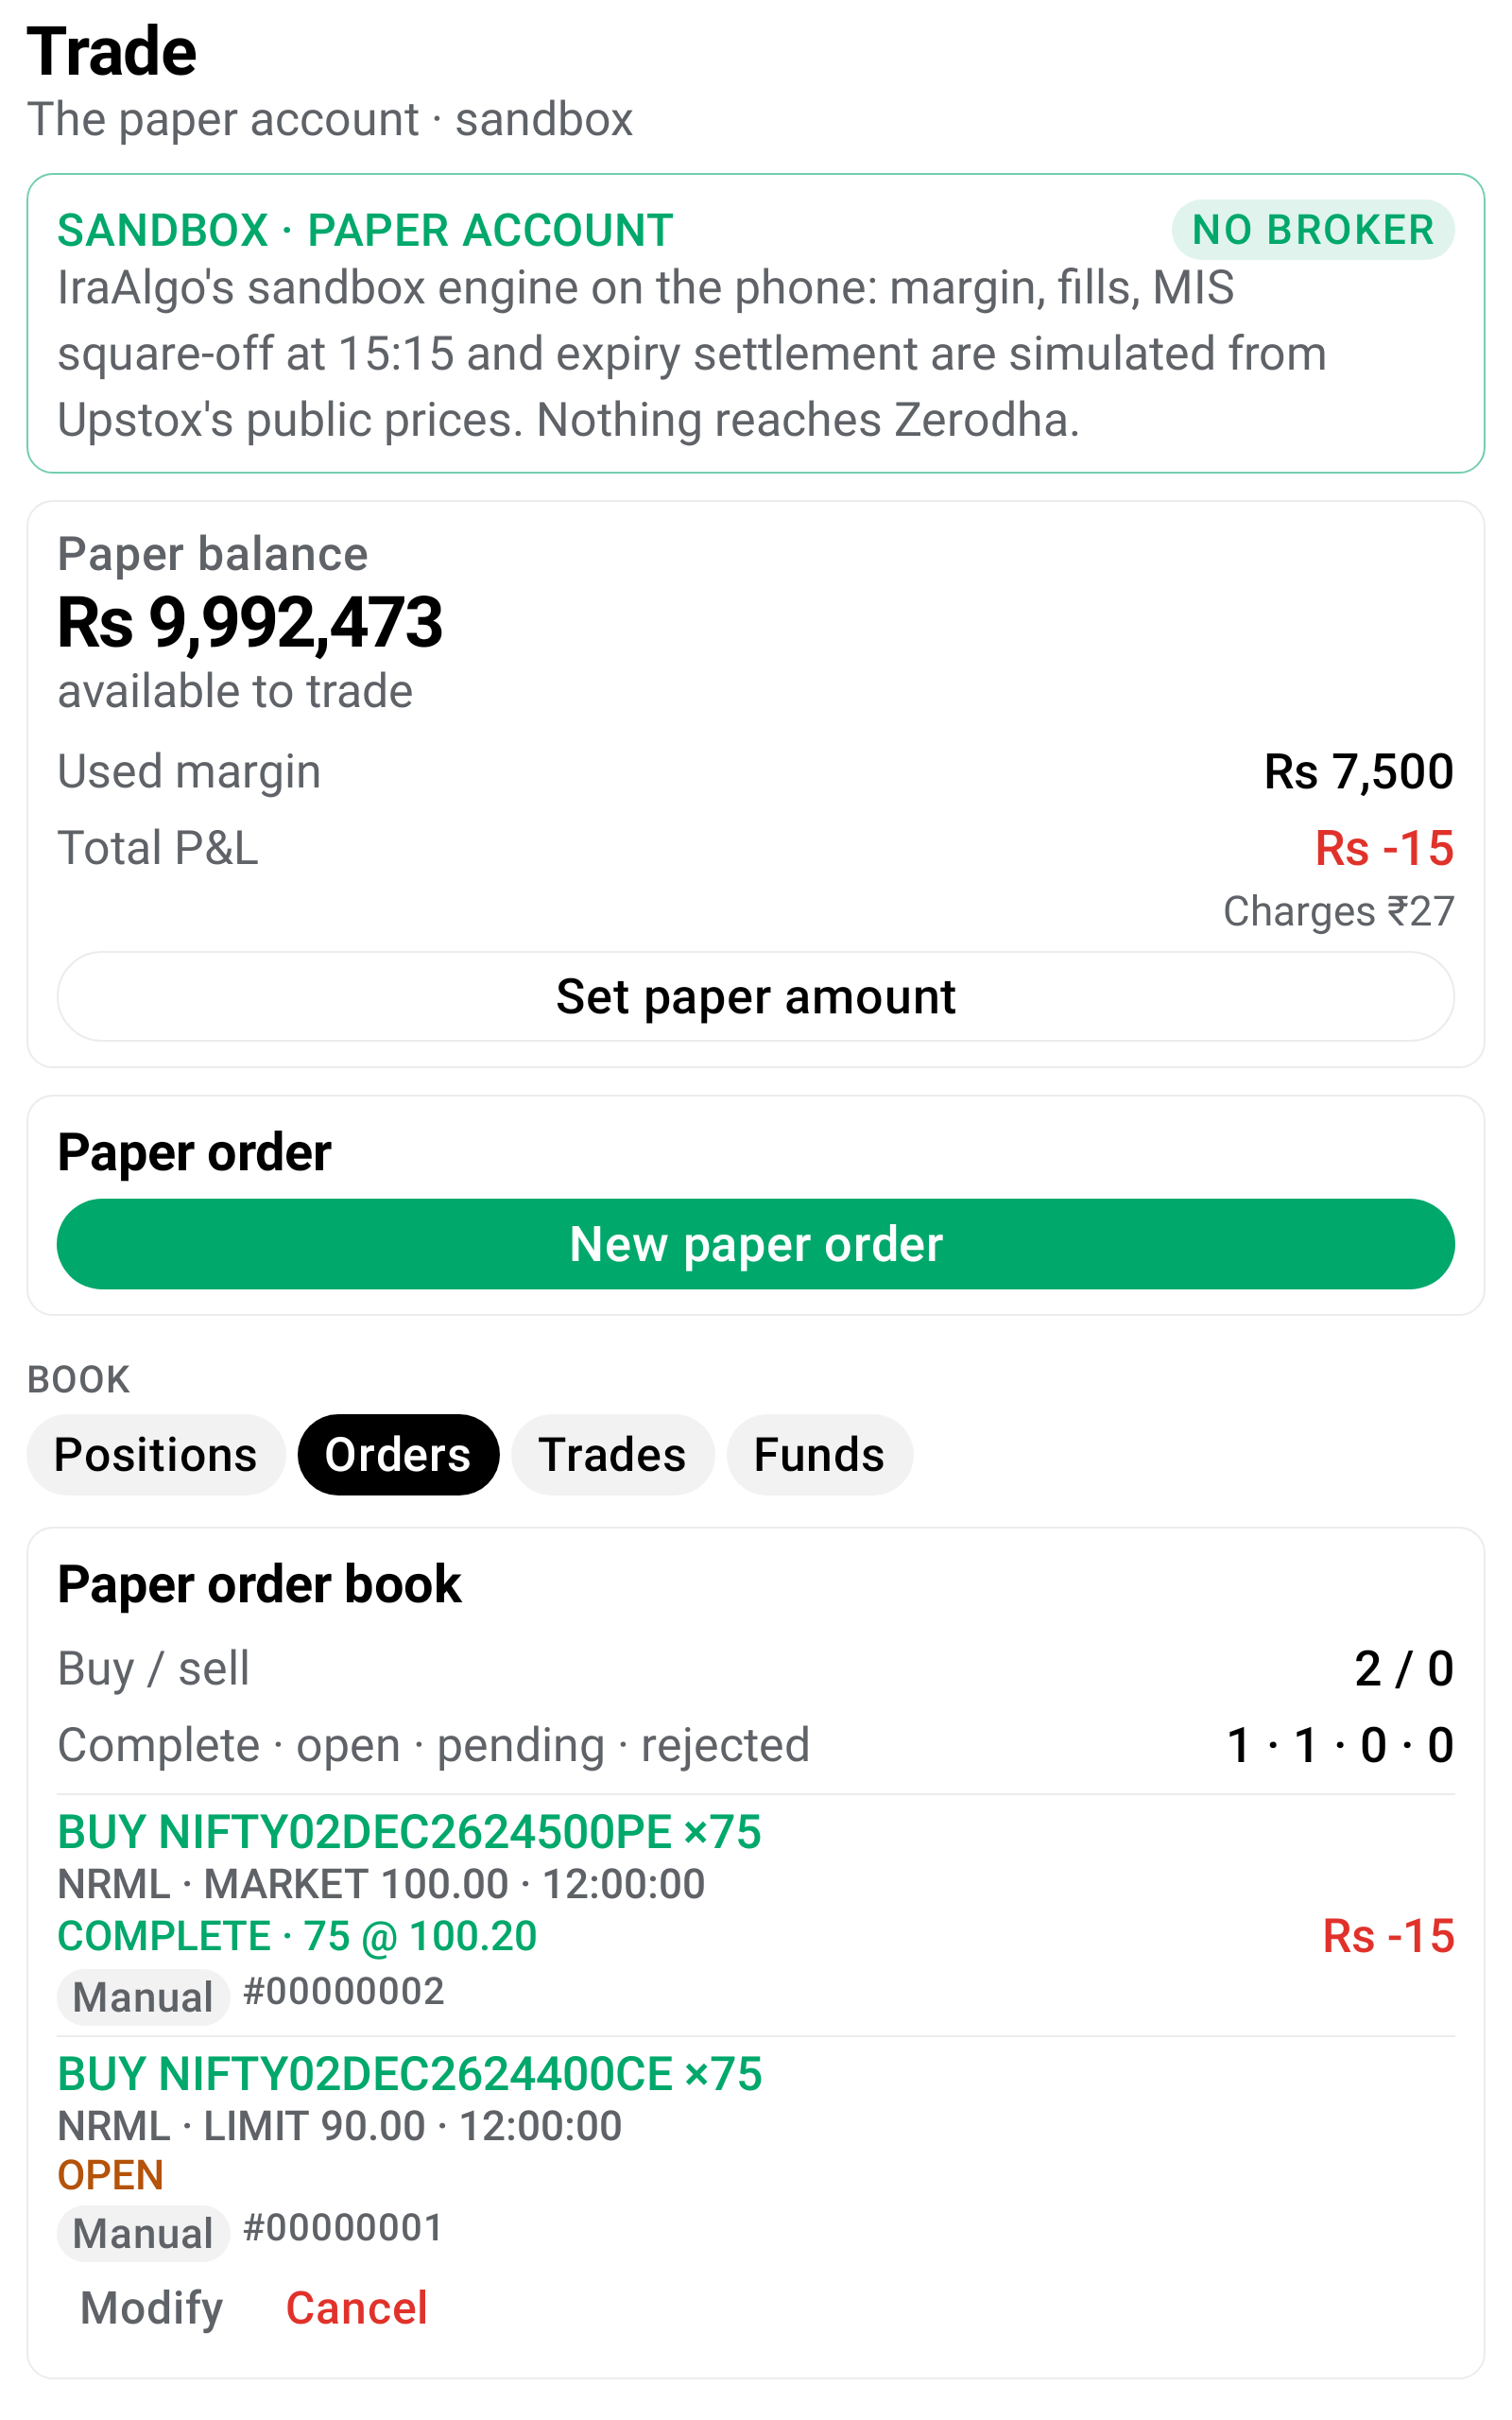 Trade
The paper account · sandbox
SANDBOX · PAPER ACCOUNT
NO BROKER
IraAlgo's sandbox engine on the phone: margin, fills, MIS
square-off at 15:15 and expiry settlement are simulated from
Upstox's public prices. Nothing reaches Zerodha.
Paper balance
Rs 9,992,473
available to trade
Used margin Rs 7,500
Total P&L Rs -15
Charges ₹27
Set paper amount
Paper order
New paper order
BOOK
Positions Orders Trades Funds
Paper order book
Buy / sell 2 / 0
Complete · open · pending · rejected 1 · 1 · 0 · 0
BUY NIFTY02DEC2624500PE ×75
NRML · MARKET 100.00 · 12:00:00
COMPLETE · 75 @ 100.20 Rs -15
Manual #00000002
BUY NIFTY02DEC2624400CE ×75
NRML · LIMIT 90.00 · 12:00:00
OPEN
Manual #00000001
Modify Cancel